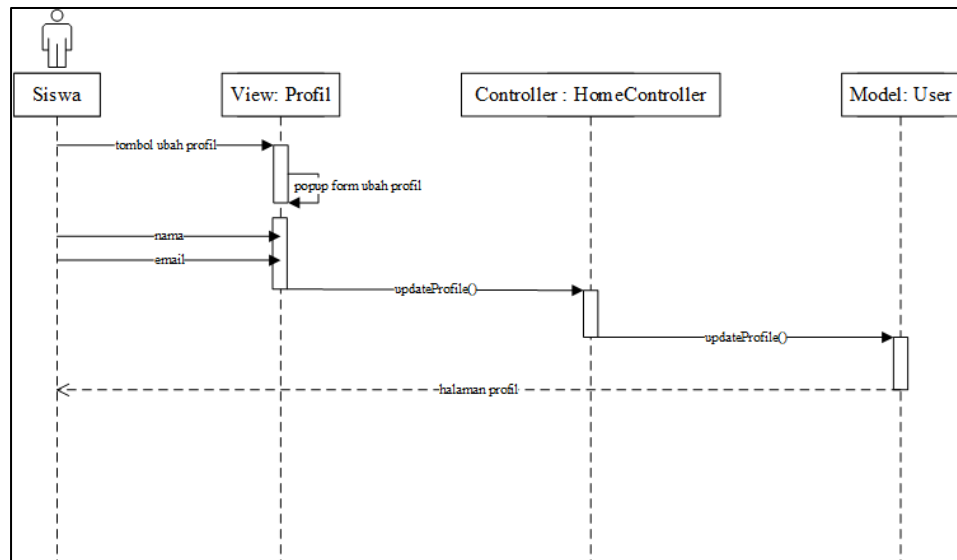 Siswa
View: Profil
Controller : HomeController
Model: User
tombol ubah profil
popup form ubah profil
nama
email
updateProfile()
updateProfile()
halaman profil